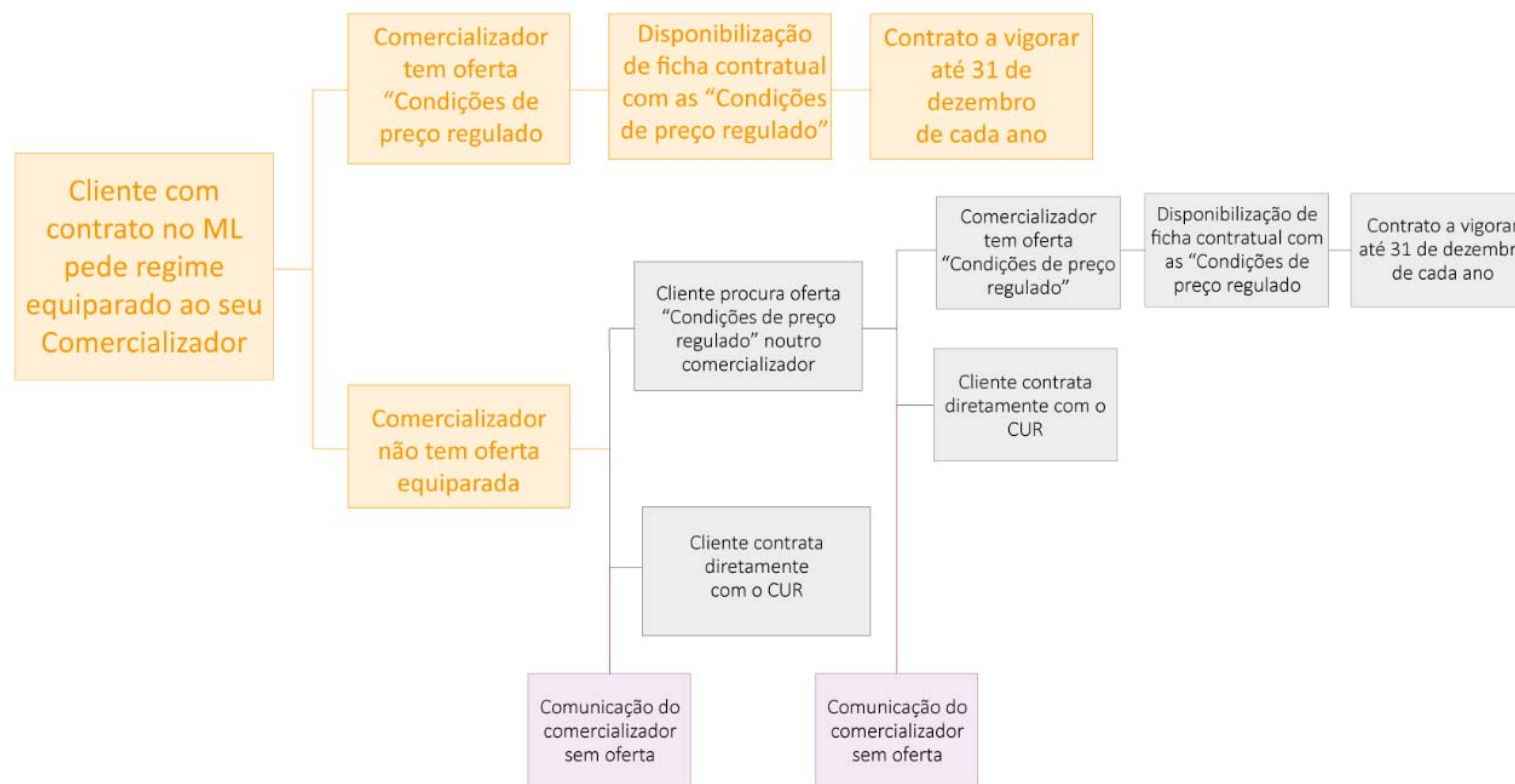 Cliente com
contrato no ML
pede regime
equiparado ao seu
Comercializador
Comercializador
tem oferta
“Condições de
preço regulado
Disponibilização
de ficha contratual
com as “Condições
de preço regulado”
Contrato a vigorar
até 31 de
dezembro
de cada ano
Comercializador
não tem oferta
equiparada
Cliente procura oferta
“Condições de preço
regulado” noutro
comercializador
Comercializador
tem oferta
“Condições de preço
regulado”
Disponibilização de
ficha contratual com
as “Condições de
preço regulado
Contrato a vigorar
até 31 de dezembr
de cada ano
Cliente contrata
diretamente com o
CUR
Cliente contrata
diretamente
com o CUR
Comunicação do
comercializador
sem oferta
Comunicação do
comercializador
sem oferta